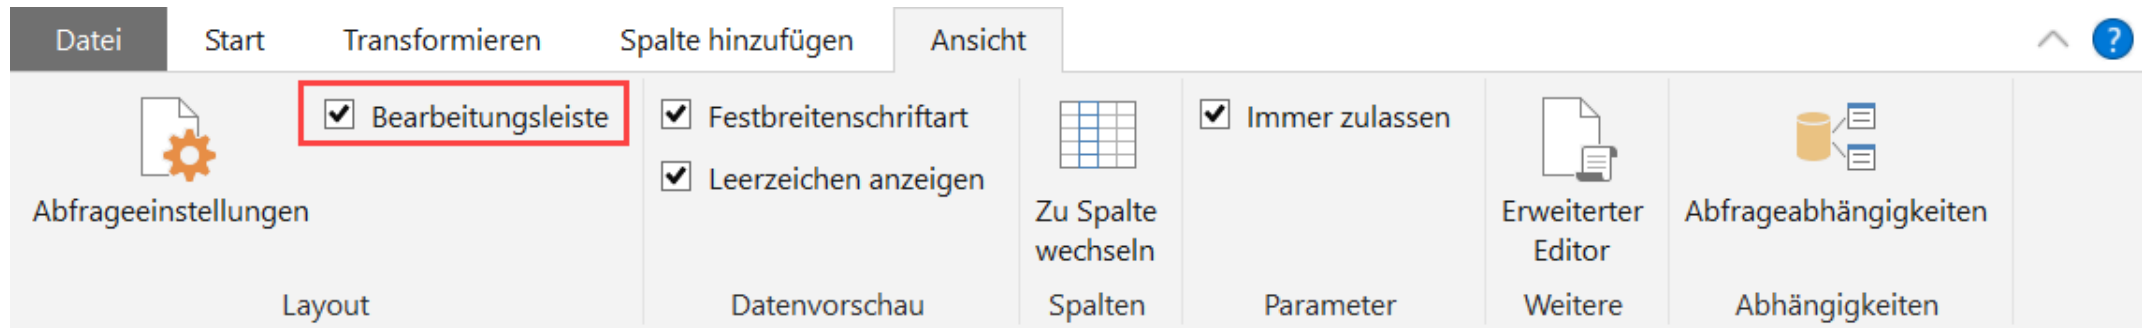 Datei Start Transformieren Spalte hinzufügen Ansicht ?
Abfrageeinstellungen
Bearbeitungsleiste
Layout
Festbreitenschriftart
Leerzeichen anzeigen
Datenvorschau
Zu Spalte
wechseln
Spalten
Immer zulassen
Parameter
Erweiterter
Editor
Weitere
Abfrageabhängigkeiten
Abhängigkeiten